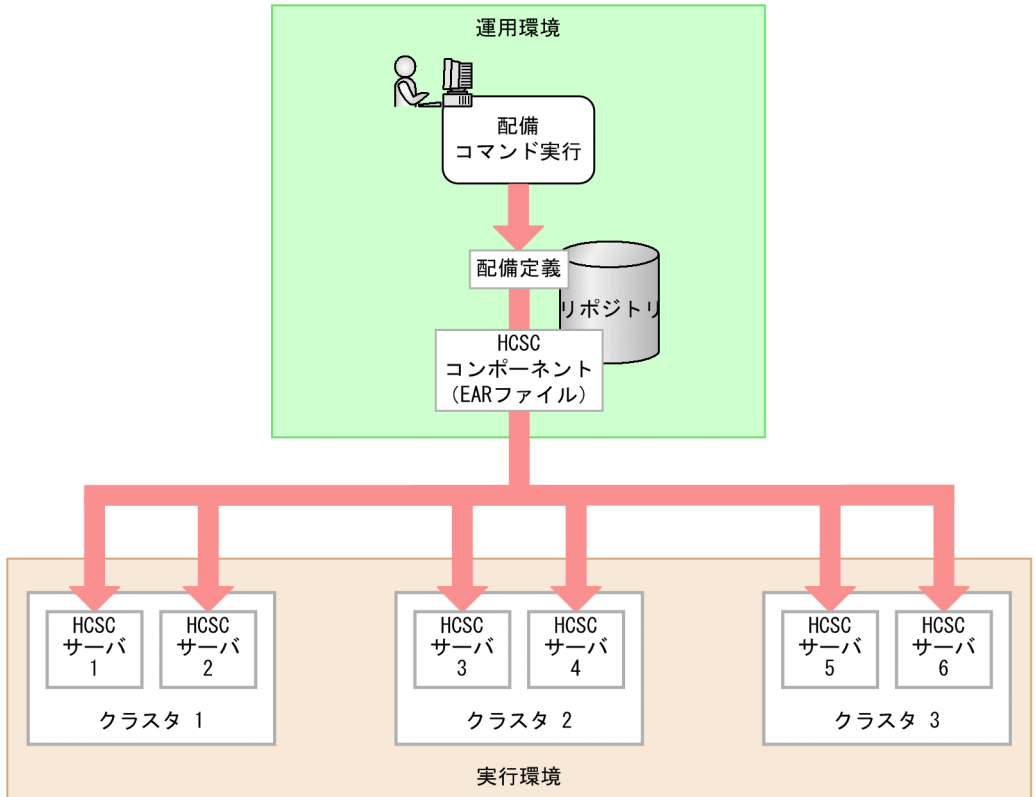 運用環境
配備
コマンド実行
配備定義
リポジトリ
HCSC
コンポーネント
（EARファイル）
HCSC
サーバ
1
HCSC
サーバ
2
クラスタ 1
HCSC
サーバ
3
HCSC
サーバ
4
クラスタ 2
HCSC
サーバ
5
HCSC
サーバ
6
クラスタ 3
実行環境